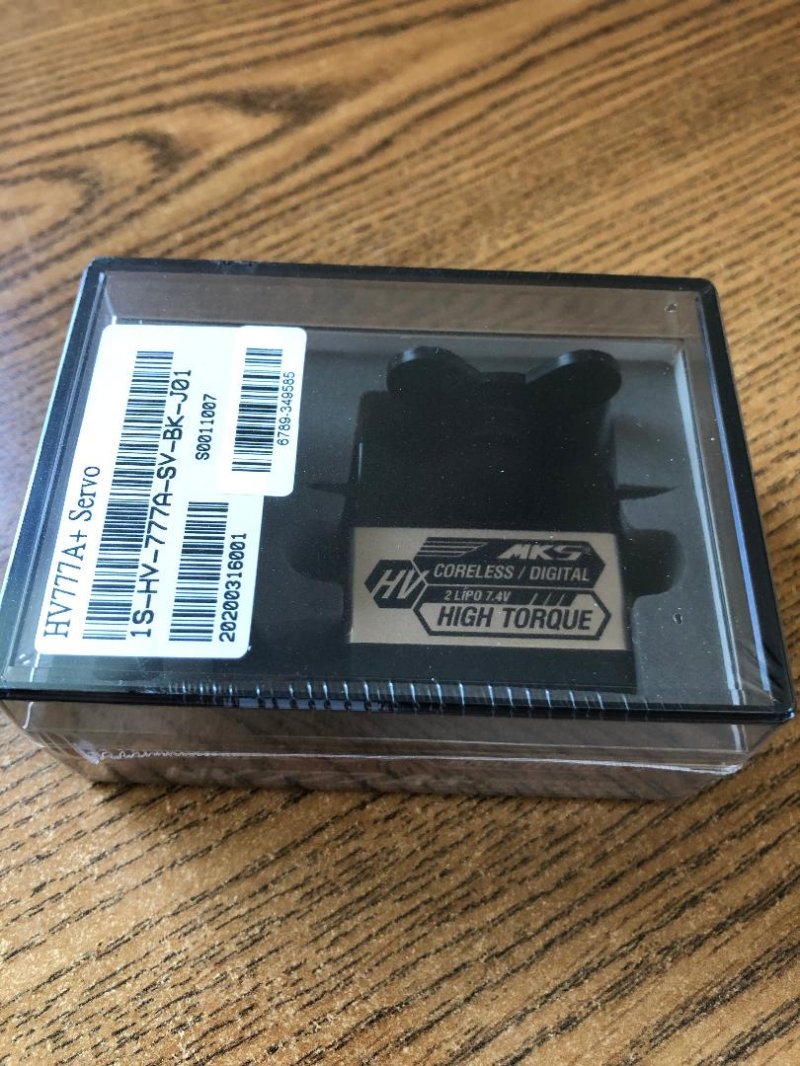 HV777A+ Servo
1S-HV-777A-SV-BK-J01
S0011007
20200316001
6789-349585
MKS
HV
CORELESS / DIGITAL
2 LIPO 7.4V
HIGH TORQUE